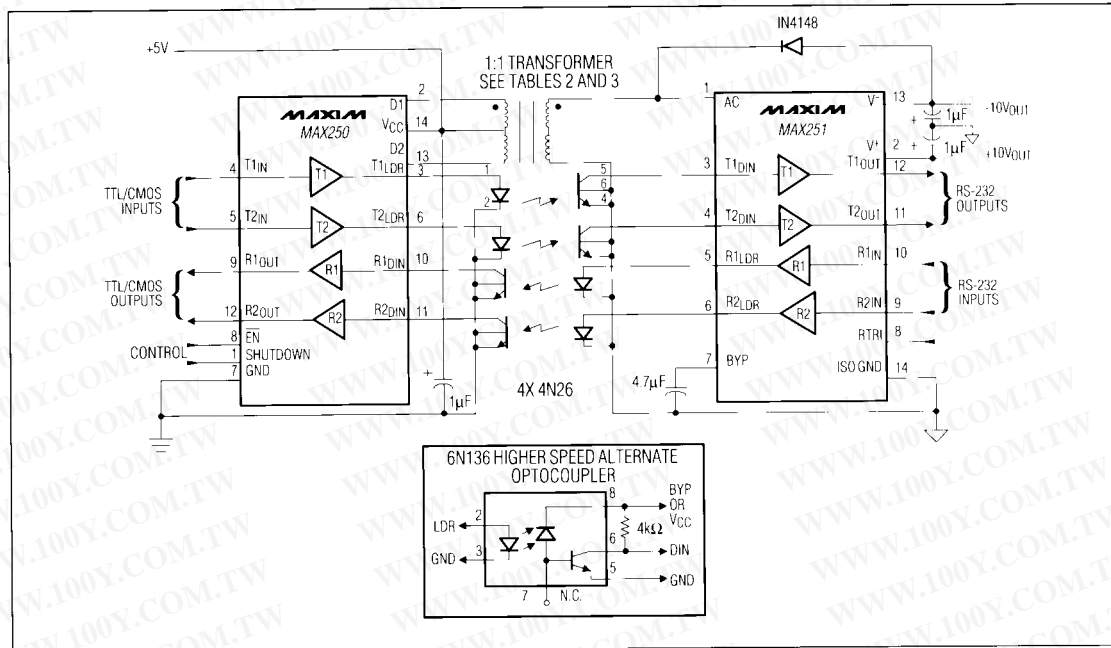 IN4148
+5V
1:1 TRANSFORMER
SEE TABLES 2 AND 3
MAXIM
MAX250
D1
2
VCC
14
D2
13
T1LDR
3
4
T1IN
T1
TTL/CMOS
INPUTS
5
T2IN
T2
T2LDR
6
9
R1OUT
R1
R1DIN
10
TTL/CMOS
OUTPUTS
12
R2OUT
R2
R2DIN
11
8
EN
CONTROL
1
SHUTDOWN
7
GND
+
1µF
1
2
5
6
4
4X 4N26
MAXIM
MAX251
1
AC
V-
13
-10VOUT
+
1µF
V+
2
+
1µF
+10VOUT
3
T1DIN
T1
T1OUT
12
RS-232
OUTPUTS
4
T2DIN
T2
T2OUT
11
5
R1LDR
R1
R1IN
10
RS-232
INPUTS
6
R2LDR
R2
R2IN
9
RTRI
8
7
BYP
4.7µF
ISO GND
14
6N136 HIGHER SPEED ALTERNATE
OPTOCOUPLER
LDR
2
GND
3
8
BYP
OR
VCC
4kΩ
6
DIN
5
GND
7
N.C.
WWW.100Y.COM.TW